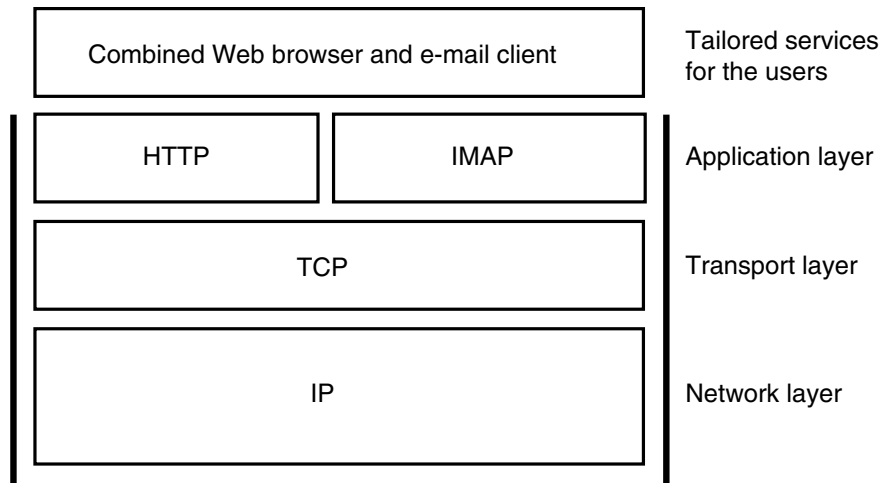 Combined Web browser and e-mail client
Tailored services
for the users
HTTP
IMAP
Application layer
TCP
Transport layer
IP
Network layer